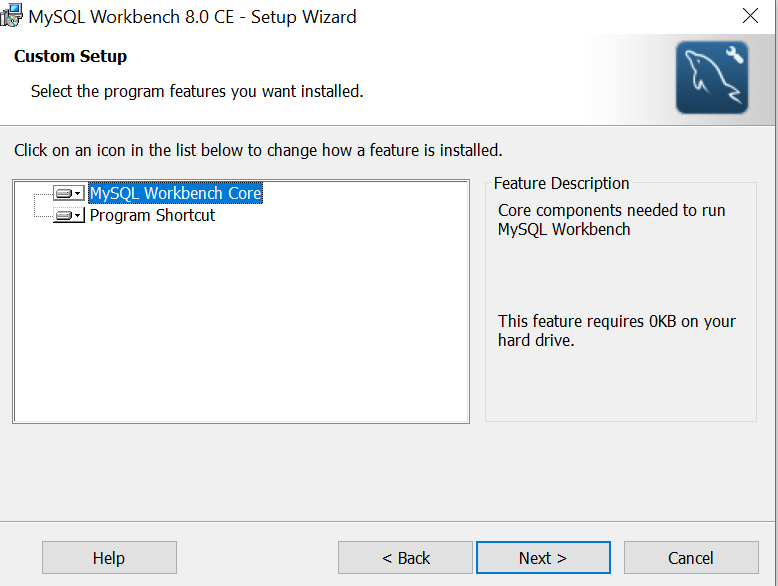 MySQL Workbench 8.0 CE - Setup Wizard
Custom Setup
Select the program features you want installed.
Click on an icon in the list below to change how a feature is installed.
MySQL Workbench Core
Program Shortcut
Feature Description
Core components needed to run
MySQL Workbench
This feature requires 0KB on your
hard drive.
Help
< Back
Next >
Cancel